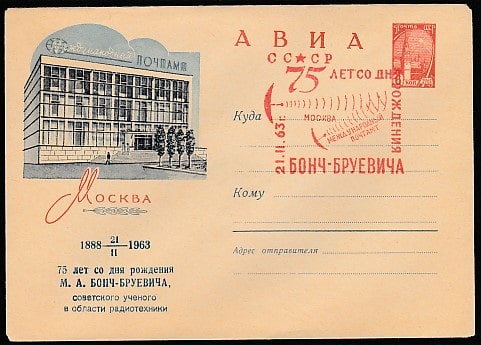 Международный
ПОЧТАМТ
МОСКВА
1888 21/II 1963
75 лет со дня рождения
М. А. БОНЧ-БРУЕВИЧА,
советского ученого
в области радиотехники
АВИА
СССР
75 ЛЕТ СО ДНЯ
РОЖДЕНИЯ
МОСКВА
МЕЖДУНАРОДНЫЙ
ПОЧТАМТ
21.II.63г.
БОНЧ-БРУЕВИЧА
Куда
Кому
Адрес отправителя